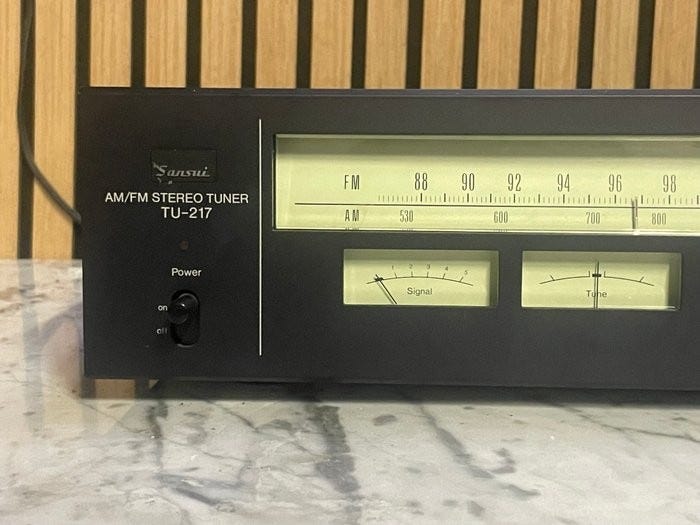 Sansui
AM/FM STEREO TUNER
TU-217
Power
on
off
FM 88 90 92 94 96 98
AM 530 600 700 800
1 2 3 4 5
Signal
Tune